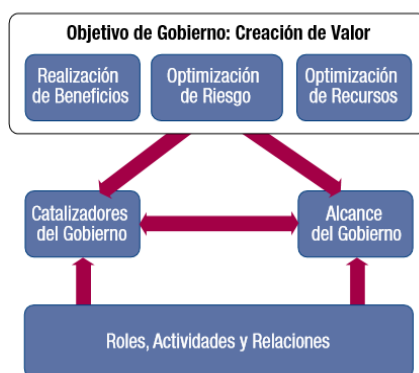 Objetivo de Gobierno: Creación de Valor
Realización
de Beneficios
Optimización
de Riesgo
Optimización
de Recursos
Catalizadores
del Gobierno
Alcance
del Gobierno
Roles, Actividades y Relaciones